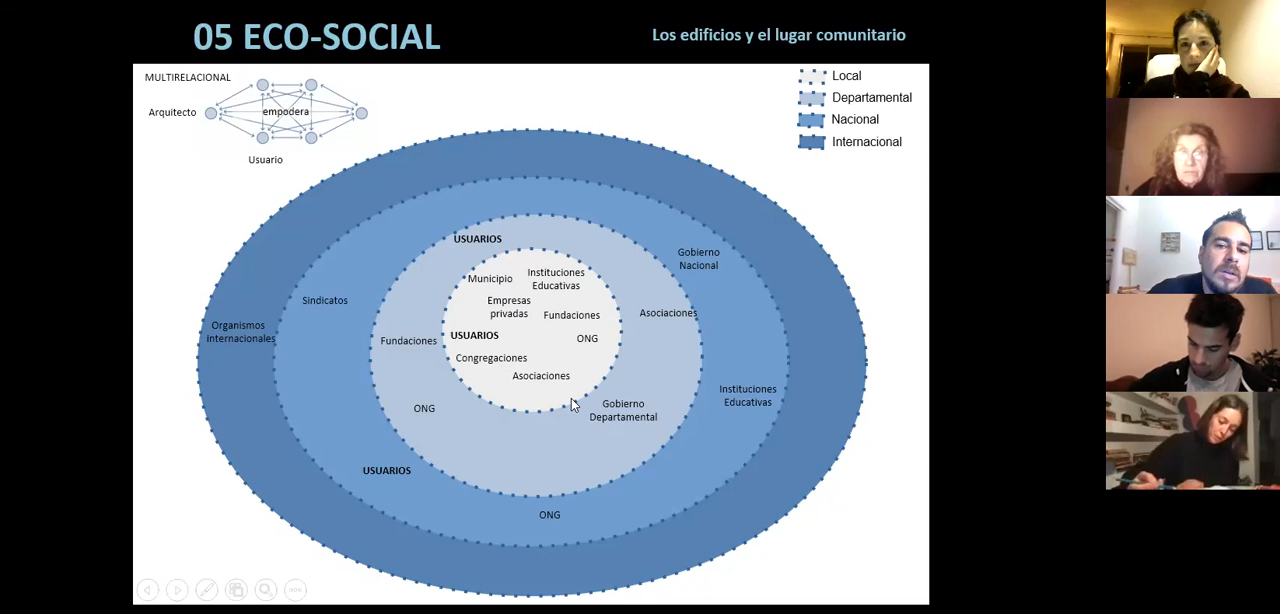 05 ECO-SOCIAL
Los edificios y el lugar comunitario
MULTIRELACIONAL
Arquitecto
empodera
Usuario
Local
Departamental
Nacional
Internacional
USUARIOS
Gobierno
Nacional
Municipio
Instituciones
Educativas
Empresas
privadas
Fundaciones
Sindicatos
Asociaciones
Organismos
internacionales
USUARIOS
ONG
Fundaciones
Congregaciones
Asociaciones
Instituciones
Educativas
ONG
Gobierno
Departamental
USUARIOS
ONG